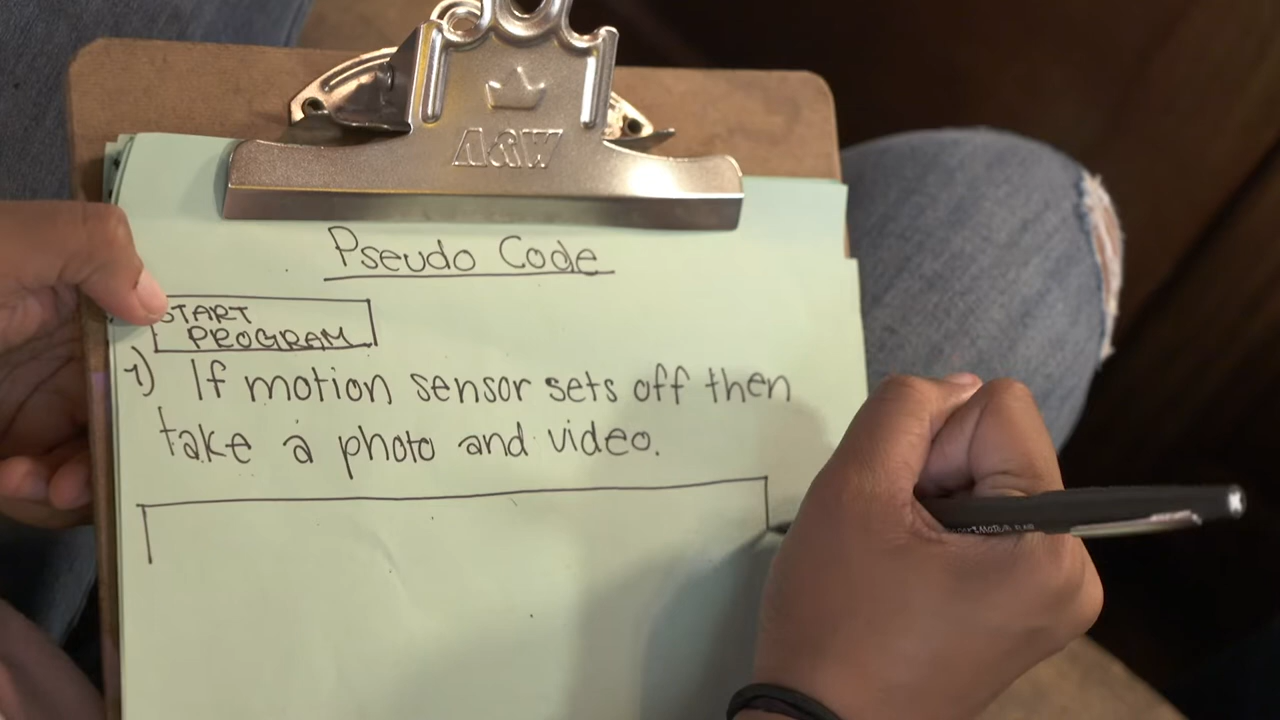 A&W
Pseudo Code
START
PROGRAM
1) If motion sensor sets off then
take a photo and video.